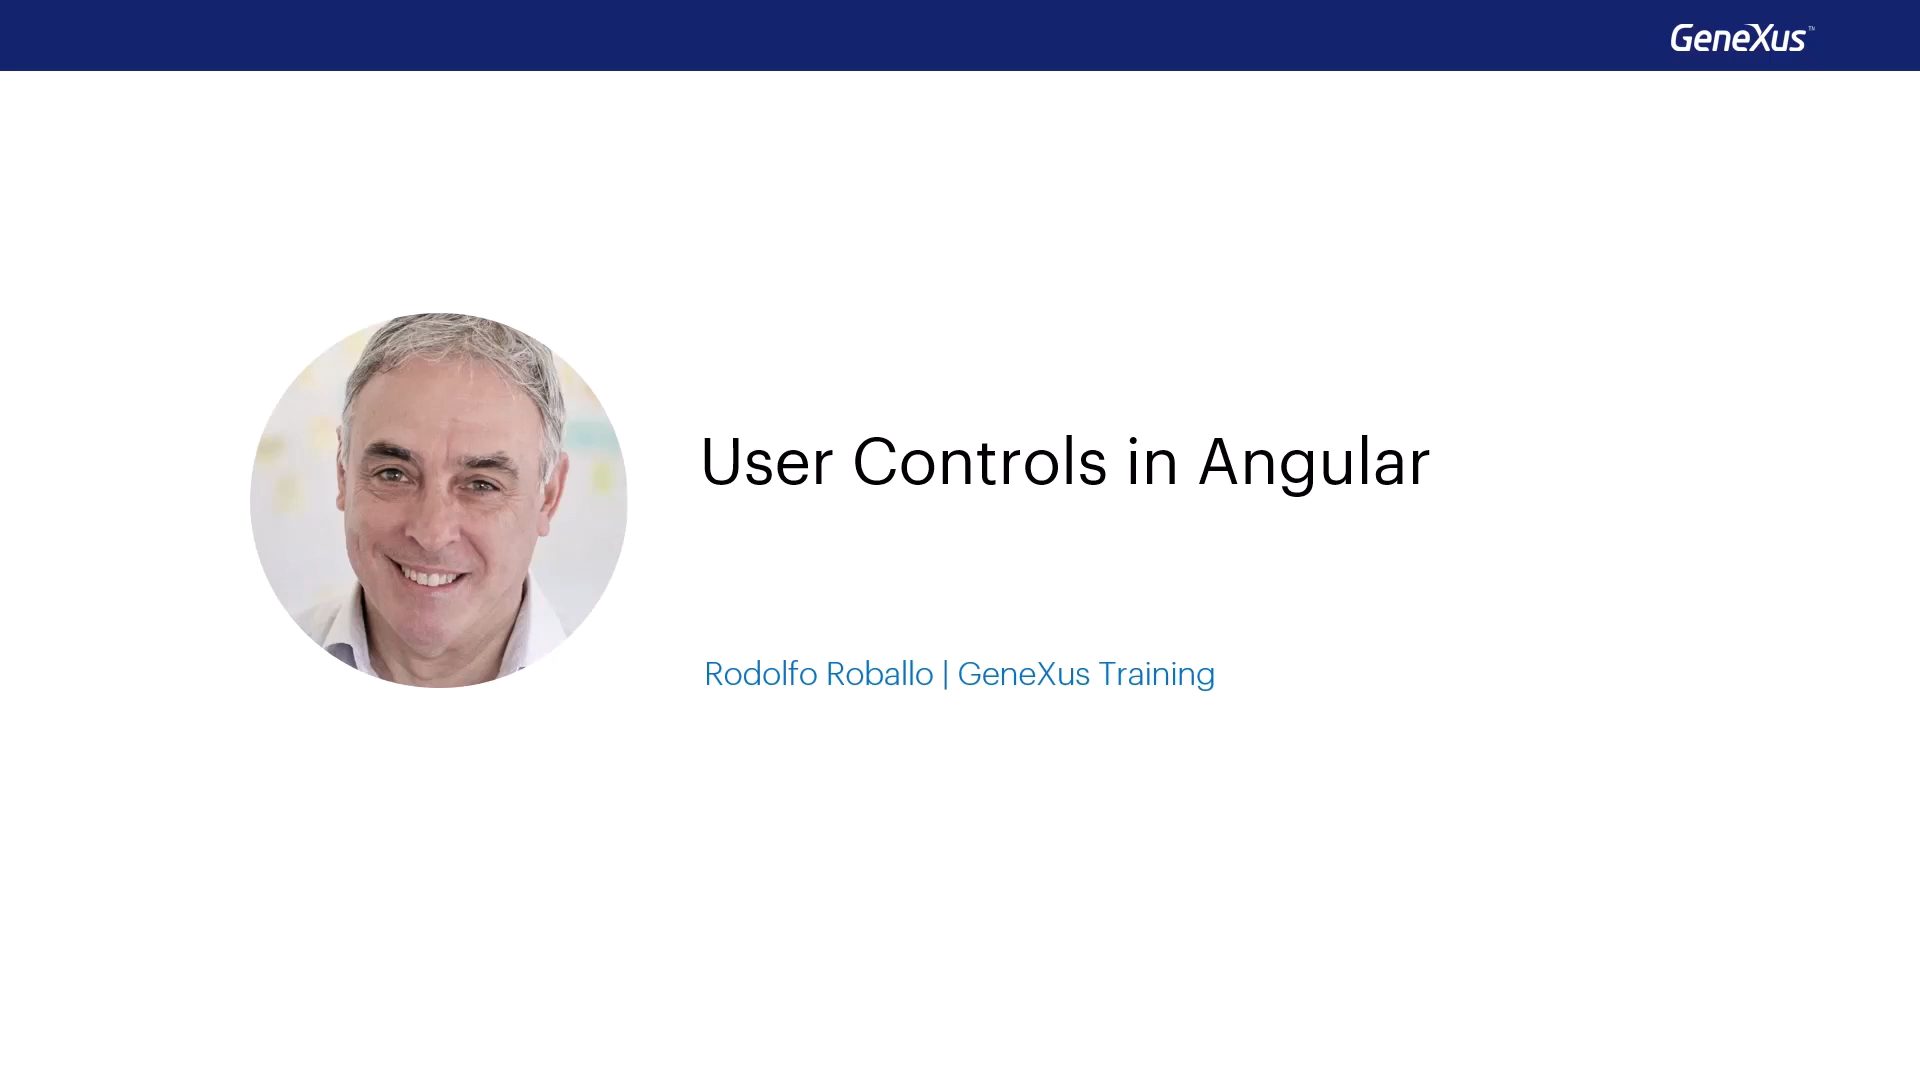 GeneXus™
User Controls in Angular
Rodolfo Roballo | GeneXus Training